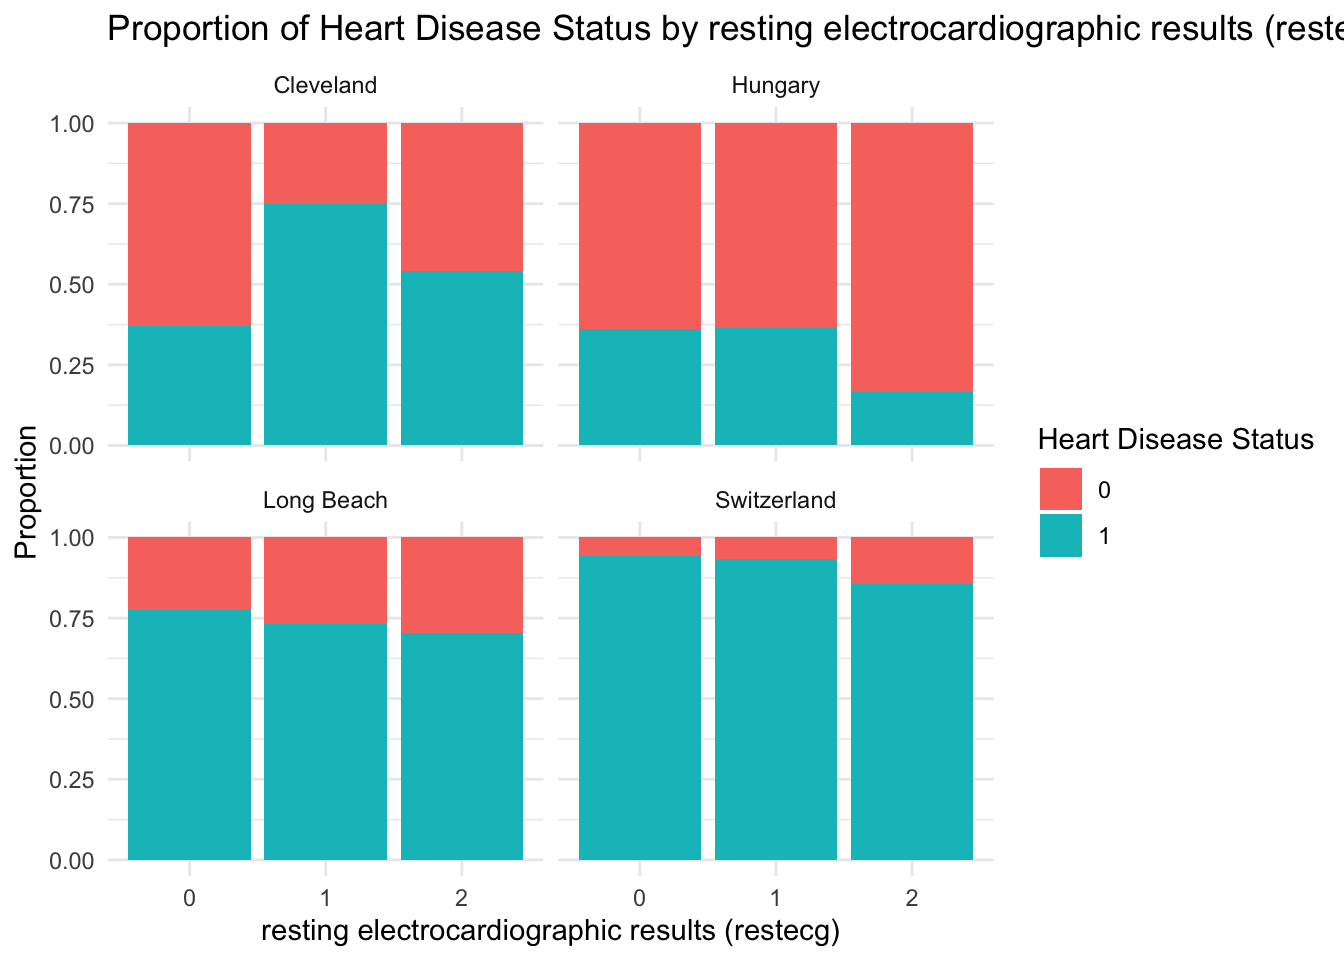 Proportion of Heart Disease Status by resting electrocardiographic results (reste
Cleveland
Hungary
1.00
0.75
0.50
0.25
0.00
Long Beach
Switzerland
1.00
0.75
0.50
0.25
0.00
0 1 2
0 1 2
resting electrocardiographic results (restecg)
Proportion
Heart Disease Status
0
1